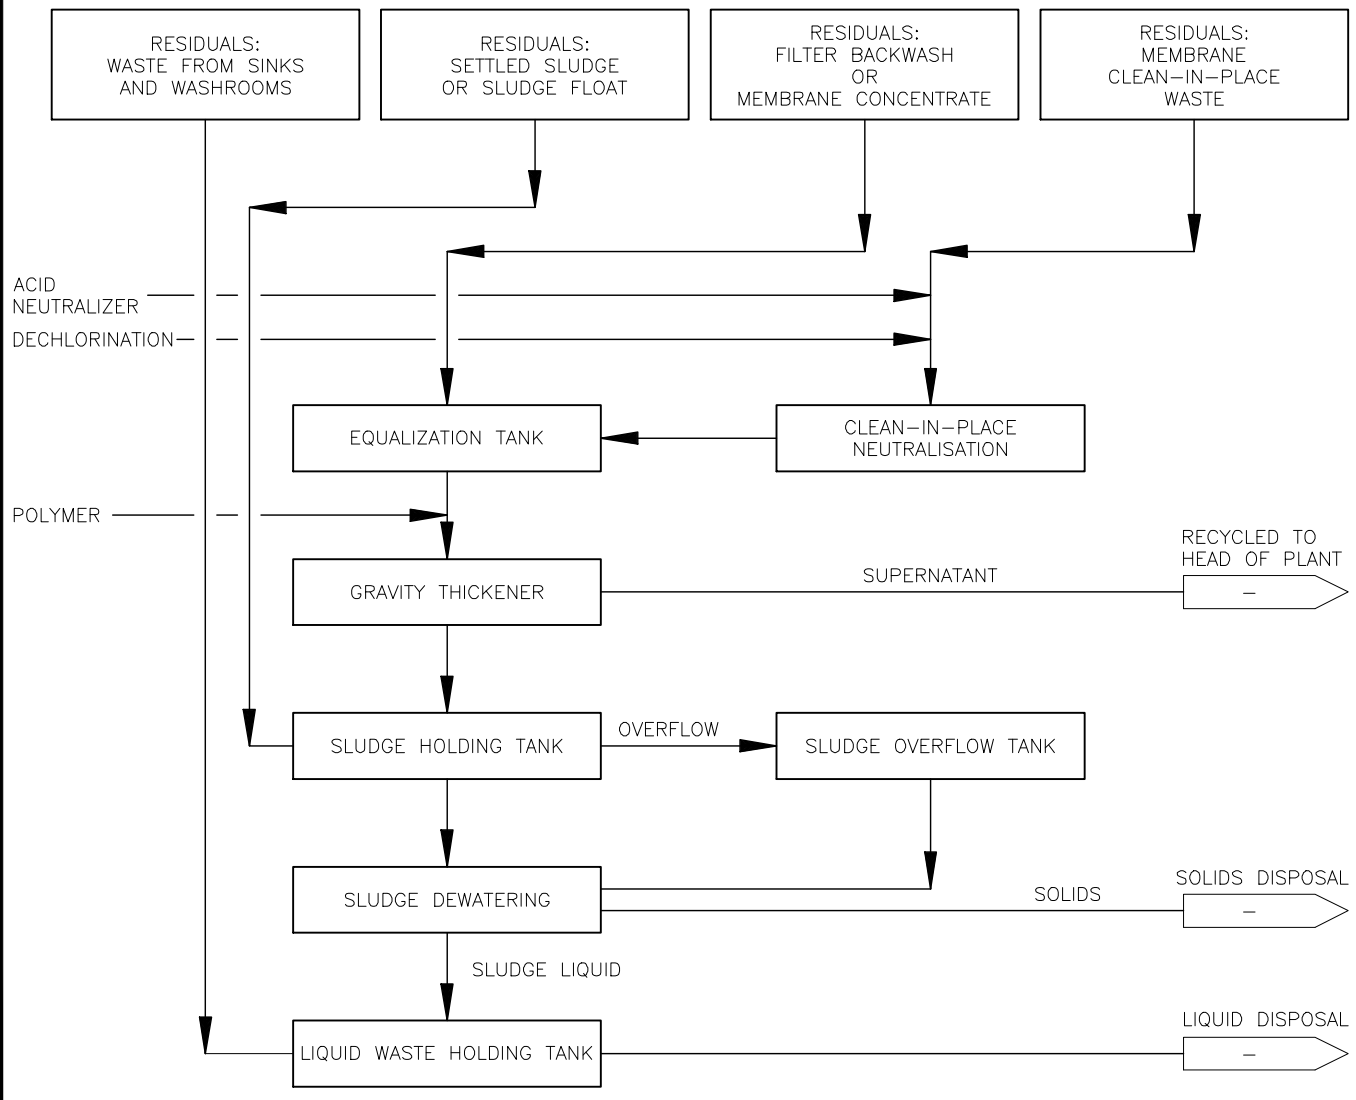 RESIDUALS:
WASTE FROM SINKS
AND WASHROOMS
RESIDUALS:
SETTLED SLUDGE
OR SLUDGE FLOAT
RESIDUALS:
FILTER BACKWASH
OR
MEMBRANE CONCENTRATE
RESIDUALS:
MEMBRANE
CLEAN-IN-PLACE
WASTE
ACID
NEUTRALIZER
DECHLORINATION
EQUALIZATION TANK
CLEAN-IN-PLACE
NEUTRALISATION
POLYMER
GRAVITY THICKENER
SUPERNATANT
RECYCLED TO
HEAD OF PLANT
-
SLUDGE HOLDING TANK
OVERFLOW
SLUDGE OVERFLOW TANK
SLUDGE DEWATERING
SOLIDS
SOLIDS DISPOSAL
-
SLUDGE LIQUID
LIQUID WASTE HOLDING TANK
LIQUID DISPOSAL
-